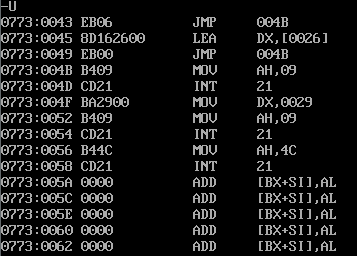 -U
0773:0043 EB06 JMP 004B
0773:0045 8D162600 LEA DX,[0026]
0773:0049 EB00 JMP 004B
0773:004B B409 MOV AH,09
0773:004D CD21 INT 21
0773:004F BA2900 MOV DX,0029
0773:0052 B409 MOV AH,09
0773:0054 CD21 INT 21
0773:0056 B44C MOV AH,4C
0773:0058 CD21 INT 21
0773:005A 0000 ADD [BX+SI],AL
0773:005C 0000 ADD [BX+SI],AL
0773:005E 0000 ADD [BX+SI],AL
0773:0060 0000 ADD [BX+SI],AL
0773:0062 0000 ADD [BX+SI],AL